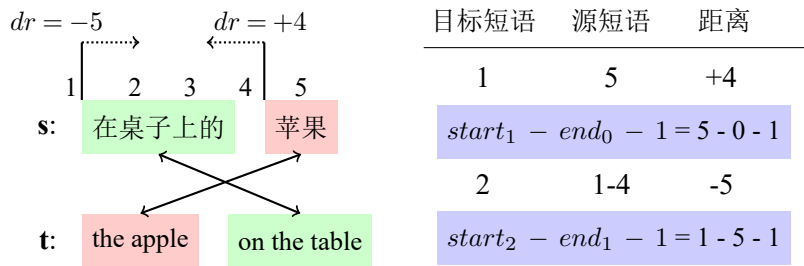 dr = −5
dr = +4
1 2 3 4 5
s: 在桌子上的 苹果
t: the apple on the table
目标短语 源短语 距离
1 5 +4
start₁ − end₀ − 1 = 5 - 0 - 1
2 1-4 -5
start₂ − end₁ − 1 = 1 - 5 - 1